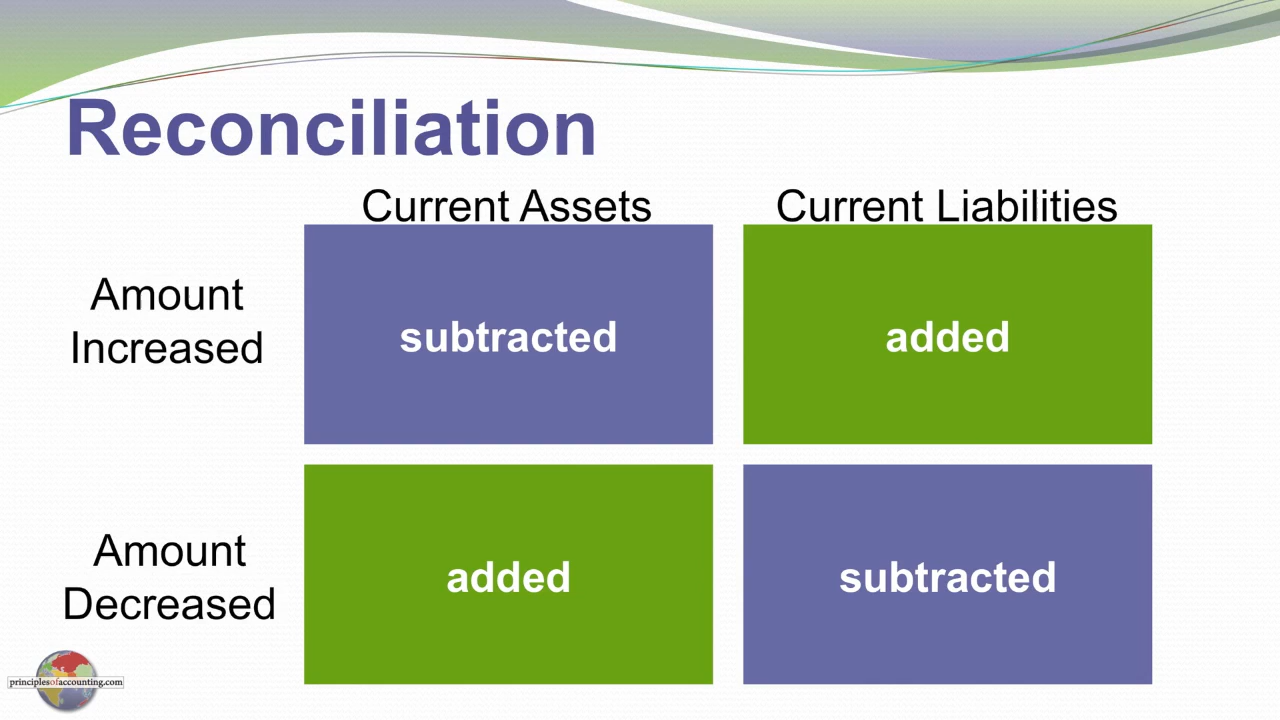 Reconciliation
Current Assets
Current Liabilities
Amount
Increased
subtracted
added
Amount
Decreased
added
subtracted
principlesofaccounting.com